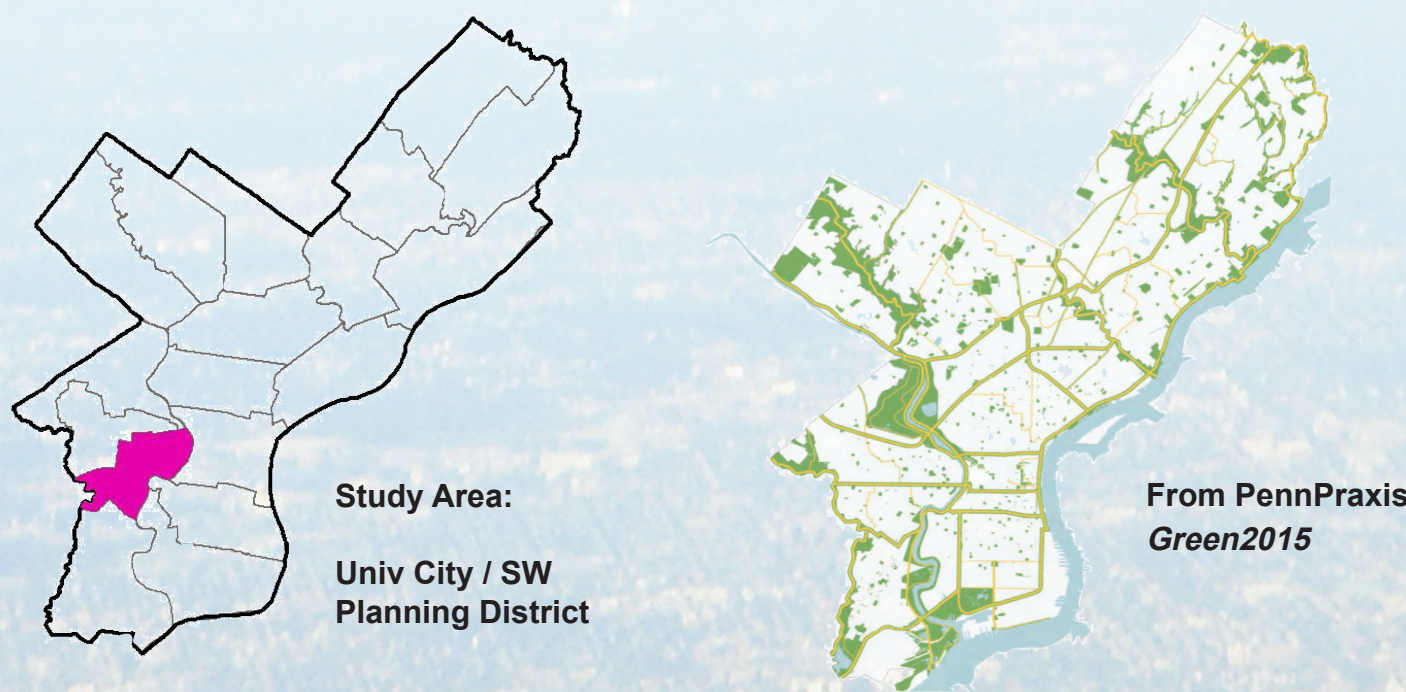 Study Area:
Univ City / SW
Planning District
From PennPraxis
Green2015